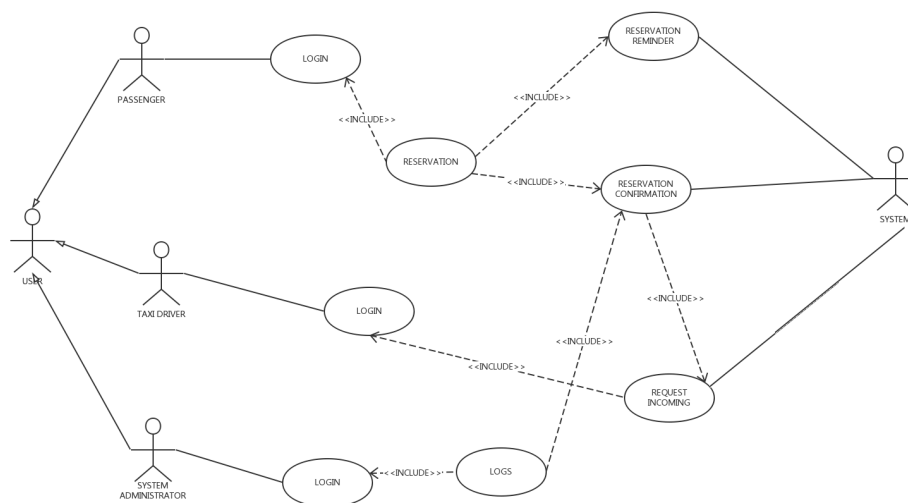 RESERVATION
REMINDER
LOGIN
PASSENGER
<<INCLUDE>>
<<INCLUDE>>
RESERVATION
<<INCLUDE>>
RESERVATION
CONFIRMATION
SYSTEM
USER
TAXI DRIVER
LOGIN
<<INCLUDE>>
<<INCLUDE>>
<<INCLUDE>>
REQUEST
INCOMING
SYSTEM
ADMINISTRATOR
LOGIN
<<INCLUDE>>
LOGS